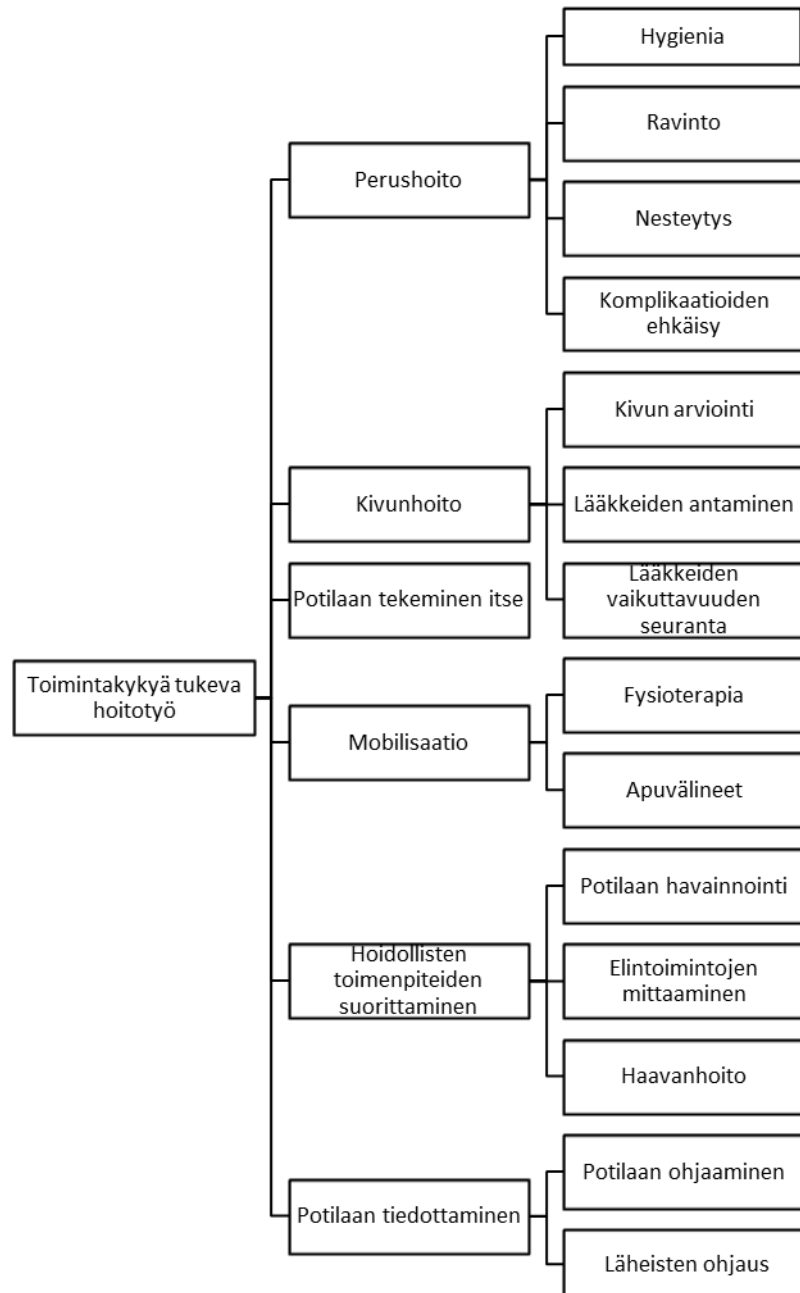 Toimintakykyä tukeva
hoitotyö
Perushoito
Hygienia
Ravinto
Nesteytys
Komplikaatioiden
ehkäisy
Kivunhoito
Kivun arviointi
Lääkkeiden antaminen
Lääkkeiden
vaikuttavuuden
seuranta
Potilaan tekeminen itse
Mobilisaatio
Fysioterapia
Apuvälineet
Hoidollisten
toimenpiteiden
suorittaminen
Potilaan havainnointi
Elintoimintojen
mittaaminen
Haavanhoito
Potilaan tiedottaminen
Potilaan ohjaaminen
Läheisten ohjaus